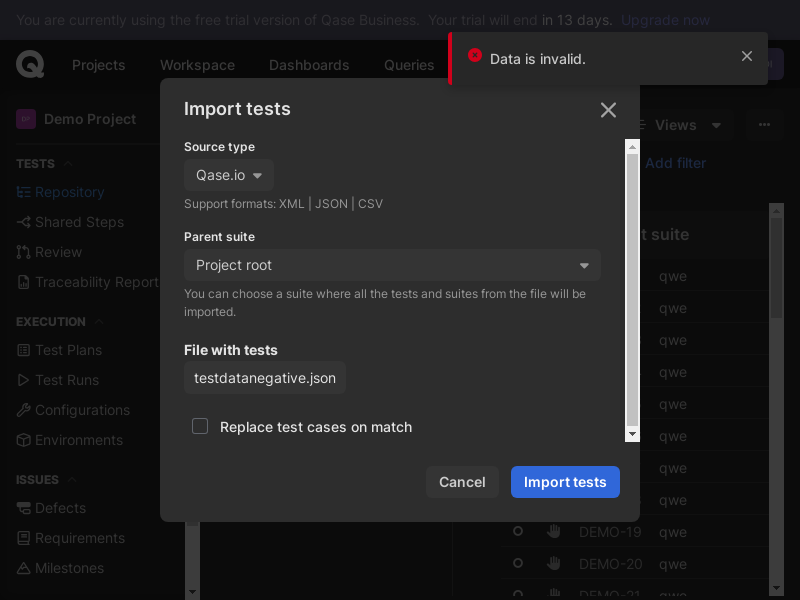 You are currently using the free trial version of Qase Business. Your trial will end in 13 days. Upgrade now
Data is invalid.
Projects
Workspace
Dashboards
Queries
Import tests
Demo Project
Views
Add filter
Source type
Qase.io
Support formats: XML | JSON | CSV
TESTS
Repository
Shared Steps
Review
Traceability Report
Parent suite
Project root
You can choose a suite where all the tests and suites from the file will be
imported.
suite
qwe
qwe
qwe
qwe
qwe
qwe
qwe
qwe
EXECUTION
Test Plans
Test Runs
Configurations
Environments
File with tests
testdatanegative.json
Replace test cases on match
Cancel
Import tests
ISSUES
Defects
Requirements
Milestones
DEMO-19 qwe
DEMO-20 qwe
DEMO-21 qwe